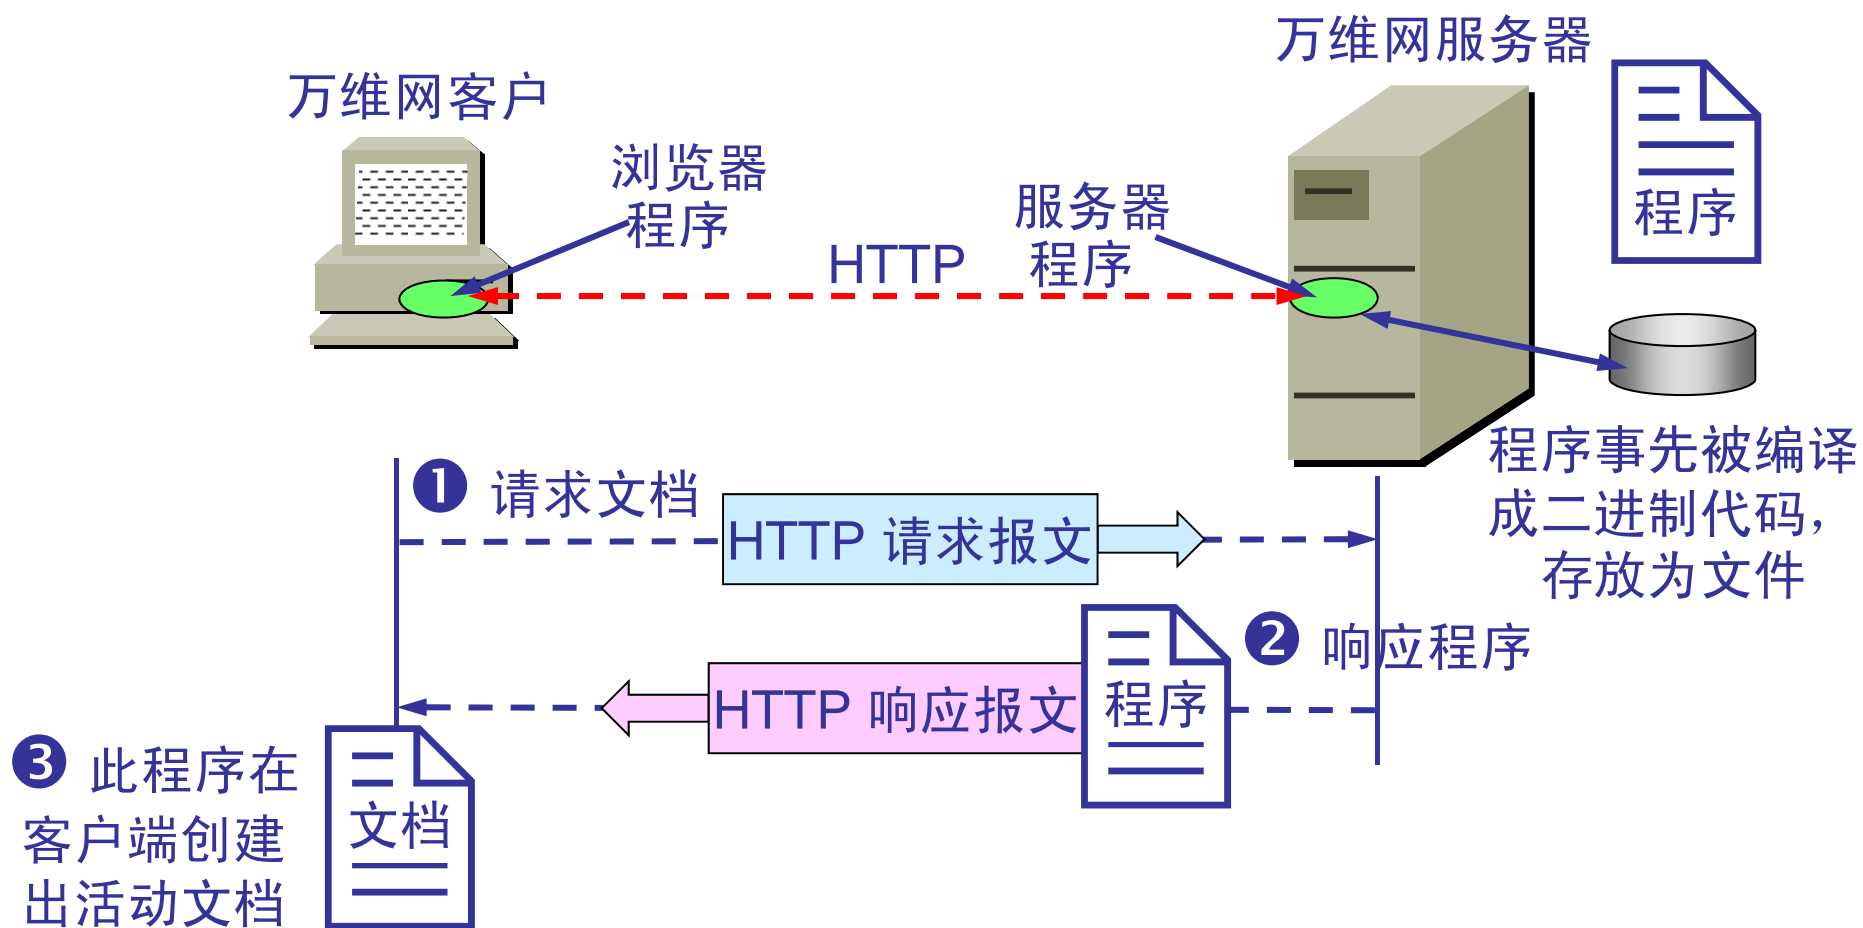 万维网服务器
万维网客户
浏览器
程序
服务器
程序
HTTP
程序
程序事先被编译
成二进制代码，
存放为文件
❶ 请求文档
HTTP 请求报文
❷ 响应程序
HTTP 响应报文
程序
❸ 此程序在
客户端创建
出活动文档
文档